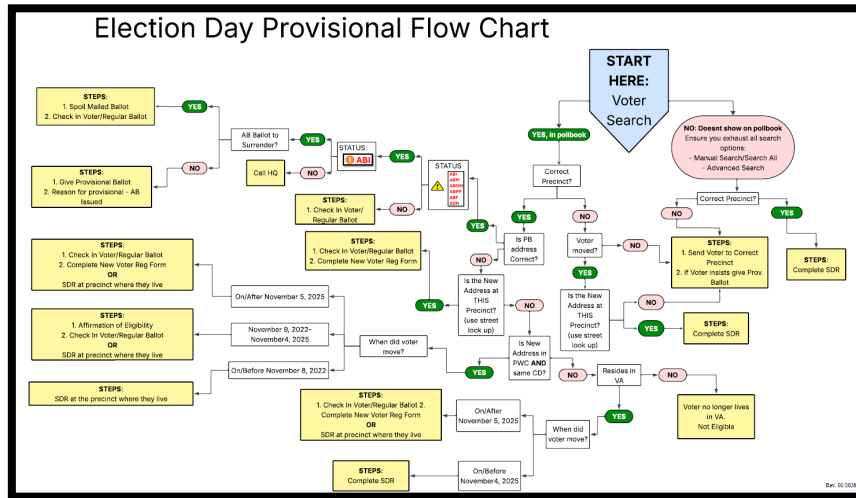 Election Day Provisional Flow Chart
START
HERE:
Voter
Search
YES, in pollbook
NO: Doesnt show on pollbook
Ensure you exhaust all search
options:
- Manual Search/Search All
- Advanced Search
Correct Precinct?
NO
YES
STEPS:
Complete SDR
STEPS:
1. Send Voter to Correct
Precinct
2. If Voter insists give Prov.
Ballot
Correct
Precinct?
YES
NO
Voter
moved?
NO
YES
Is the New
Address at
THIS
Precinct?
(use street
look up)
NO
YES
STEPS:
Complete SDR
Is PB
address
Correct?
YES
NO
STATUS
ABI
ABH
ABDM
ABPP
ABF
SDR
YES
NO
STEPS:
1. Check In Voter/
Regular Ballot
STATUS:
ABI
YES
NO
Call HQ
AB Ballot to
Surrender?
YES
NO
STEPS:
1. Spoil Mailed Ballot
2. Check In Voter/Regular Ballot
STEPS:
1. Give Provisional Ballot
2. Reason for provisional - AB
Issued
Is the New
Address at
THIS
Precinct?
(use street
look up)
YES
NO
STEPS:
1. Check In Voter/Regular Ballot
2. Complete New Voter Reg Form
Is New
Address in
PWC AND
same CD?
YES
NO
When did voter
move?
On/After November 5, 2025
November 9, 2022-
November4, 2025
On/Before November 8, 2022
STEPS:
1. Check In Voter/Regular Ballot
2. Complete New Voter Reg Form
OR
SDR at precinct where they live
STEPS:
1. Affirmation of Eligibility
2. Check In Voter/Regular Ballot
OR
SDR at precinct where they live
STEPS:
SDR at the precinct where they live
Resides in
VA
NO
YES
Voter no longer lives
in VA.
Not Eligible
When did
voter move?
On/After
November 5, 2025
On/Before
November4, 2025
STEPS:
1. Check In Voter/Regular Ballot 2.
Complete New Voter Reg Form
OR
SDR at precinct where they live
STEPS:
Complete SDR
Rev. 01/2026